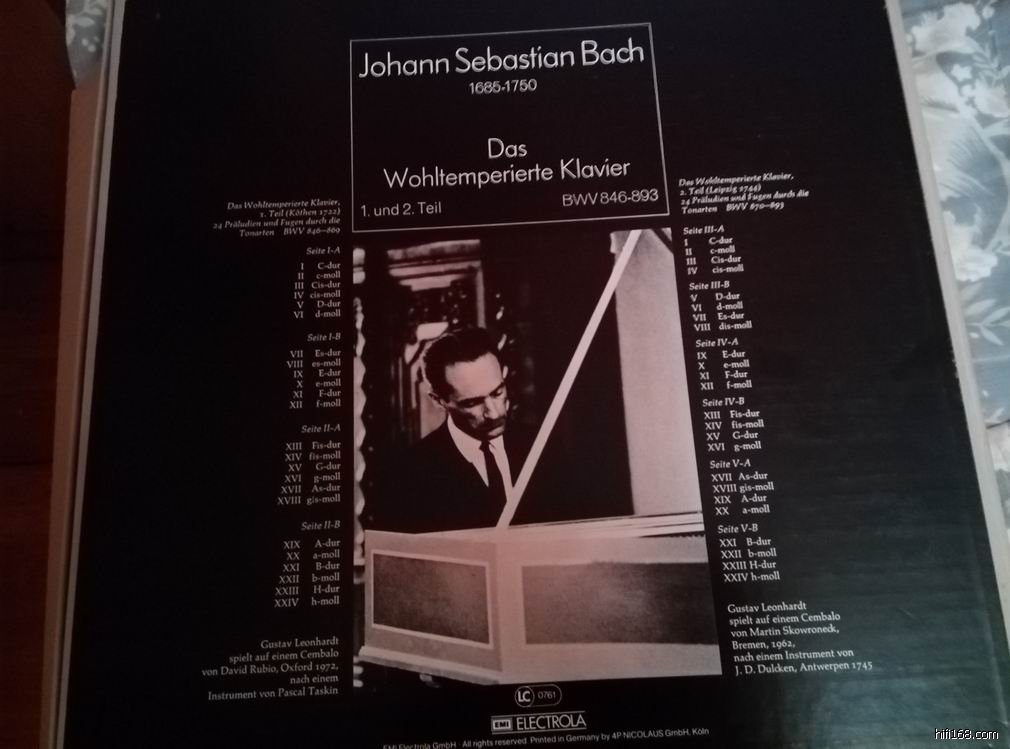 Johann Sebastian Bach
1685-1750
Das
Wohltemperierte Klavier
1. und 2. Teil
BWV 846-893
Das Wohltemperierte Klavier,
1. Teil (Köthen 1722)
24 Präludien und Fugen durch die
Tonarten BWV 846–869
Seite I-A
I C-dur
II c-moll
III Cis-dur
IV cis-moll
V D-dur
VI d-moll
Seite I-B
VII Es-dur
VIII es-moll
IX E-dur
X e-moll
XI F-dur
XII f-moll
Seite II-A
XIII Fis-dur
XIV fis-moll
XV G-dur
XVI g-moll
XVII As-dur
XVIII gis-moll
Seite II-B
XIX A-dur
XX a-moll
XXI B-dur
XXII b-moll
XXIII H-dur
XXIV h-moll
Gustav Leonhardt
spielt auf einem Cembalo
von David Rubio, Oxford 1972,
nach einem
Instrument von Pascal Taskin
Das Wohltemperierte Klavier,
2. Teil (Leipzig 1744)
24 Präludien und Fugen durch die
Tonarten BWV 870–893
Seite III-A
I C-dur
II c-moll
III Cis-dur
IV cis-moll
Seite III-B
V D-dur
VI d-moll
VII Es-dur
VIII dis-moll
Seite IV-A
IX E-dur
X e-moll
XI F-dur
XII f-moll
Seite IV-B
XIII Fis-dur
XIV fis-moll
XV G-dur
XVI g-moll
Seite V-A
XVII As-dur
XVIII gis-moll
XIX A-dur
XX a-moll
Seite V-B
XXI B-dur
XXII b-moll
XXIII H-dur
XXIV h-moll
Gustav Leonhardt
spielt auf einem Cembalo
von Martin Skowroneck,
Bremen, 1962,
nach einem Instrument von
J. D. Dulcken, Antwerpen 1745
LC 0761
EMI ELECTROLA
EMI Electrola GmbH · All rights reserved Printed in Germany by 4P NICOLAUS GmbH, Köln
hifi168.com